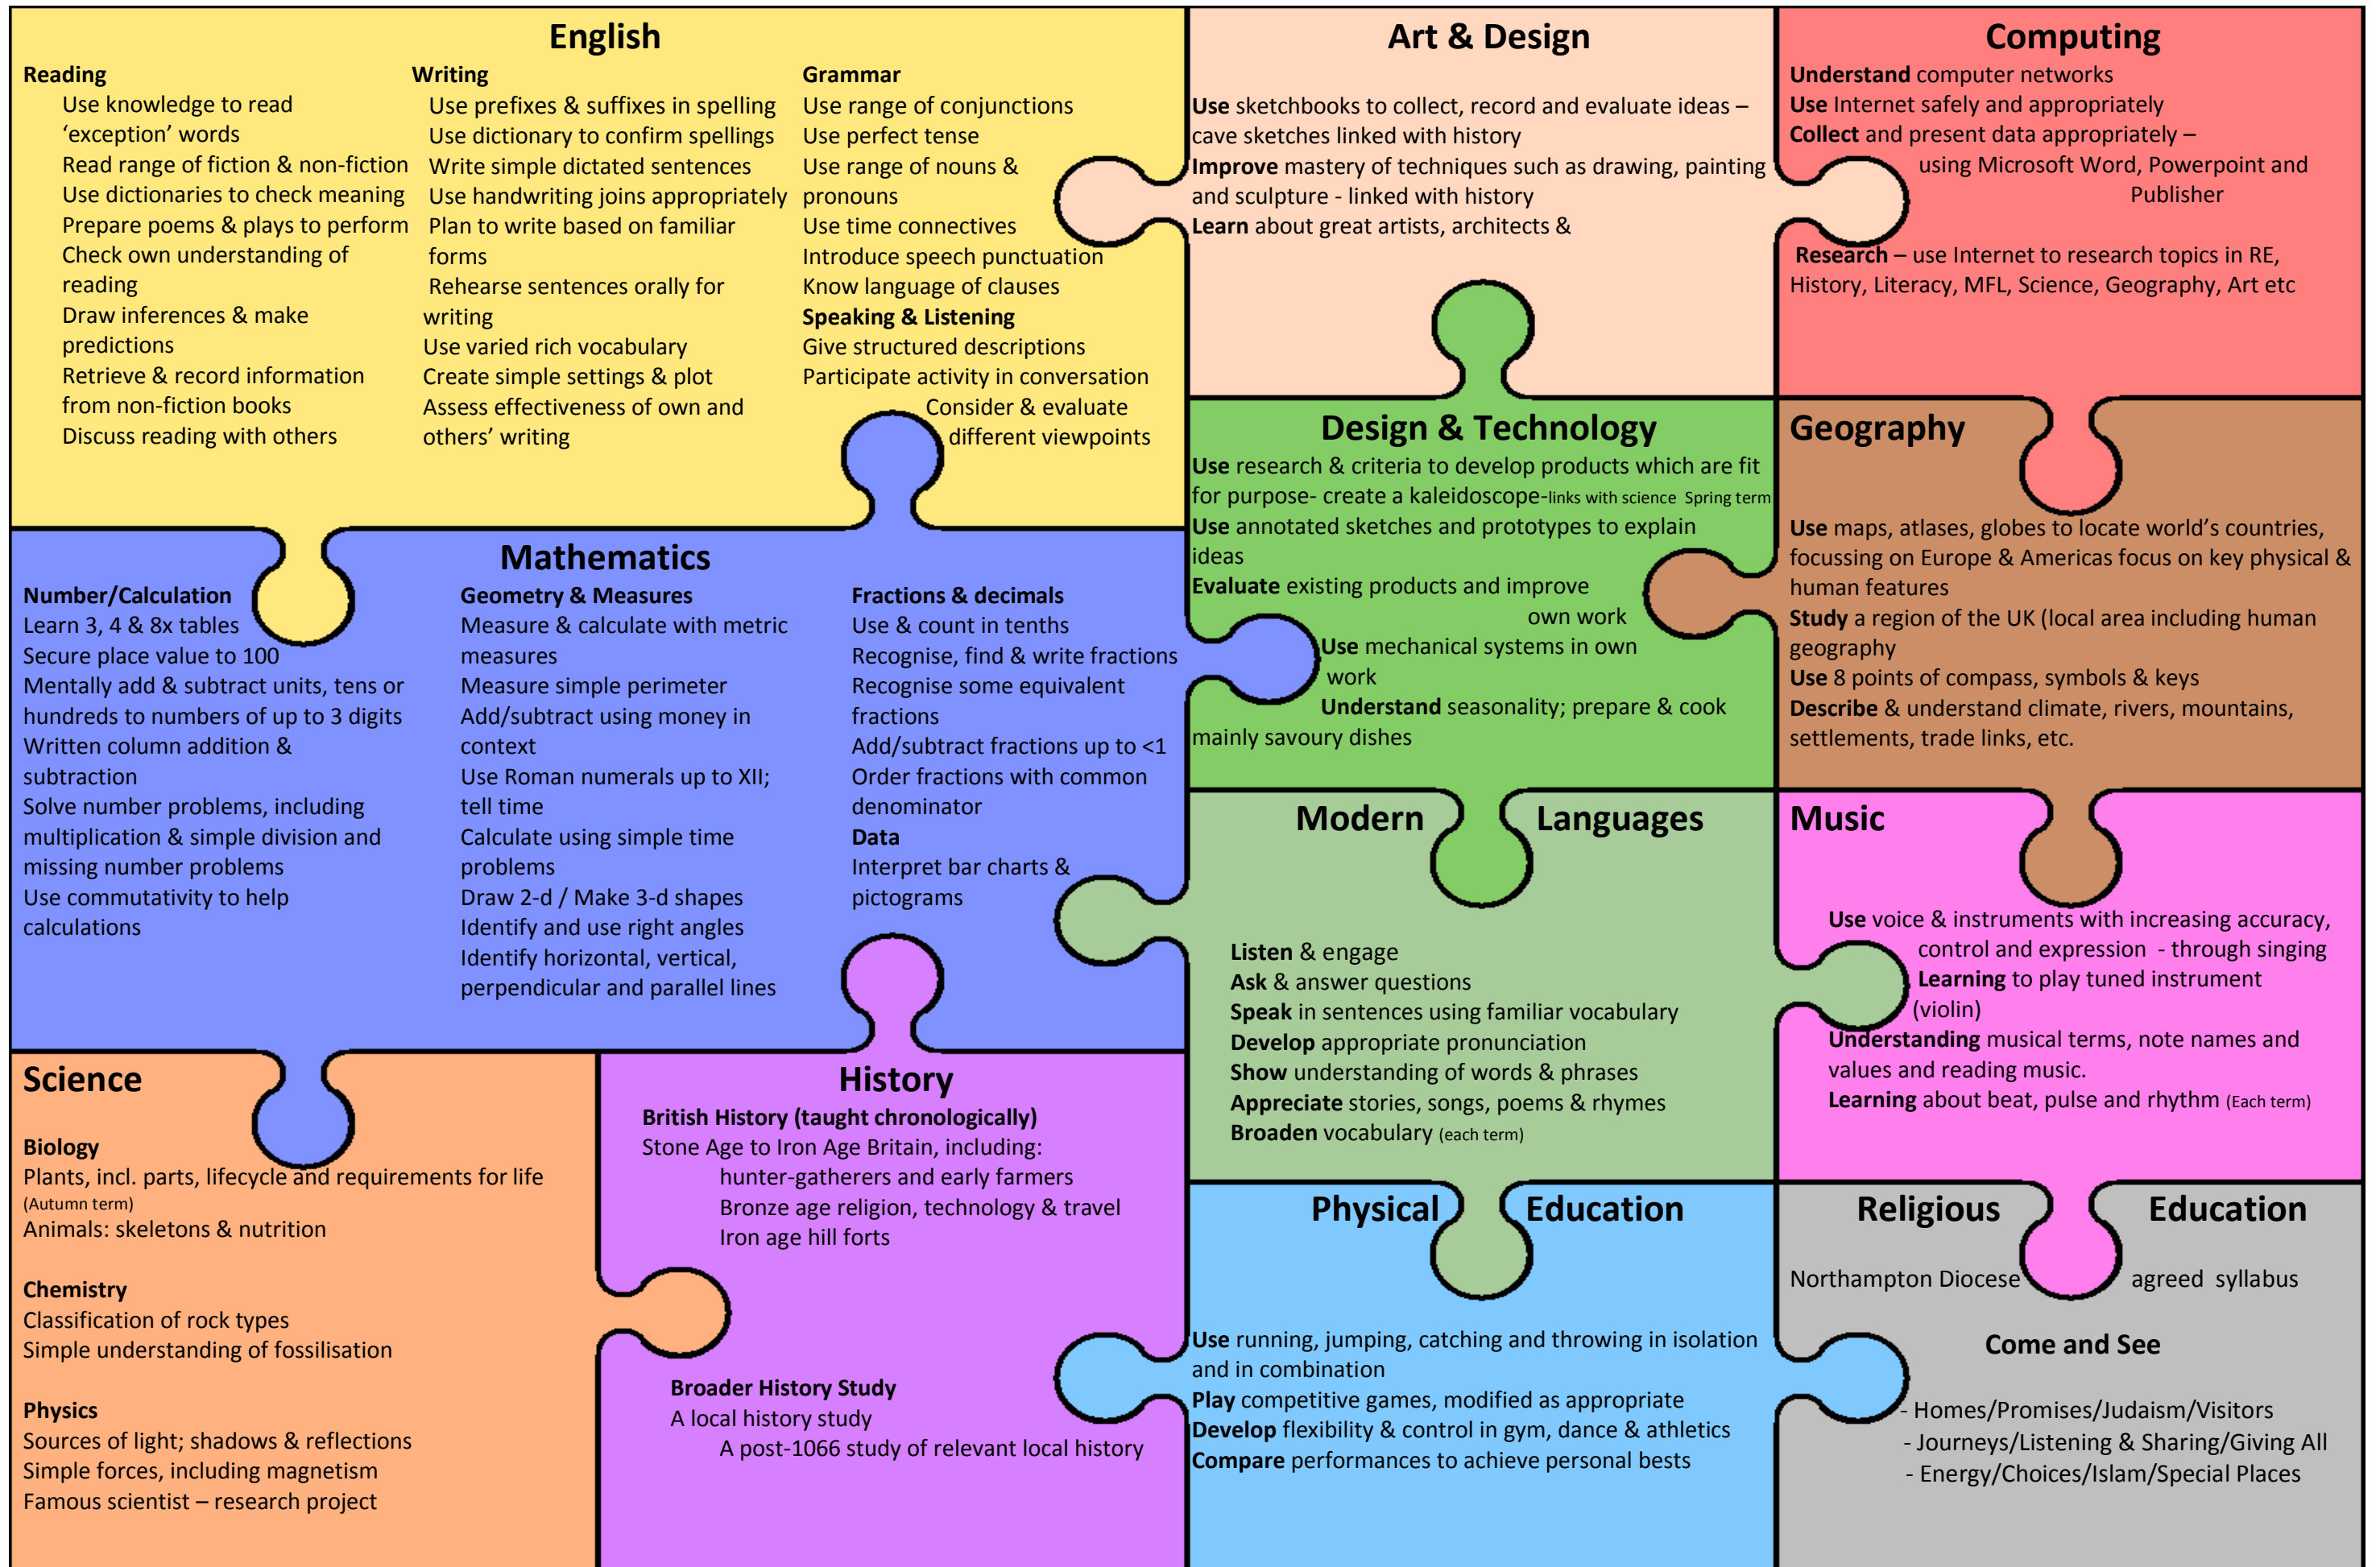 English
Reading
Use knowledge to read
‘exception’ words
Read range of fiction & non-fiction
Use dictionaries to check meaning
Prepare poems & plays to perform
Check own understanding of
reading
Draw inferences & make
predictions
Retrieve & record information
from non-fiction books
Discuss reading with others
Writing
Use prefixes & suffixes in spelling
Use dictionary to confirm spellings
Write simple dictated sentences
Use handwriting joins appropriately
Plan to write based on familiar
forms
Rehearse sentences orally for
writing
Use varied rich vocabulary
Create simple settings & plot
Assess effectiveness of own and
others’ writing
Grammar
Use range of conjunctions
Use perfect tense
Use range of nouns &
pronouns
Use time connectives
Introduce speech punctuation
Know language of clauses
Speaking & Listening
Give structured descriptions
Participate activity in conversation
Consider & evaluate
different viewpoints
Art & Design
Use sketchbooks to collect, record and evaluate ideas –
cave sketches linked with history
Improve mastery of techniques such as drawing, painting
and sculpture - linked with history
Learn about great artists, architects &
Computing
Understand computer networks
Use Internet safely and appropriately
Collect and present data appropriately –
using Microsoft Word, Powerpoint and
Publisher
Research – use Internet to research topics in RE,
History, Literacy, MFL, Science, Geography, Art etc
Design & Technology
Use research & criteria to develop products which are fit
for purpose- create a kaleidoscope-links with science Spring term
Use annotated sketches and prototypes to explain
ideas
Evaluate existing products and improve
own work
Use mechanical systems in own
work
Understand seasonality; prepare & cook
mainly savoury dishes
Geography
Use maps, atlases, globes to locate world’s countries,
focussing on Europe & Americas focus on key physical &
human features
Study a region of the UK (local area including human
geography
Use 8 points of compass, symbols & keys
Describe & understand climate, rivers, mountains,
settlements, trade links, etc.
Mathematics
Number/Calculation
Learn 3, 4 & 8x tables
Secure place value to 100
Mentally add & subtract units, tens or
hundreds to numbers of up to 3 digits
Written column addition &
subtraction
Solve number problems, including
multiplication & simple division and
missing number problems
Use commutativity to help
calculations
Geometry & Measures
Measure & calculate with metric
measures
Measure simple perimeter
Add/subtract using money in
context
Use Roman numerals up to XII;
tell time
Calculate using simple time
problems
Draw 2-d / Make 3-d shapes
Identify and use right angles
Identify horizontal, vertical,
perpendicular and parallel lines
Fractions & decimals
Use & count in tenths
Recognise, find & write fractions
Recognise some equivalent
fractions
Add/subtract fractions up to <1
Order fractions with common
denominator
Data
Interpret bar charts &
pictograms
Modern Languages
Listen & engage
Ask & answer questions
Speak in sentences using familiar vocabulary
Develop appropriate pronunciation
Show understanding of words & phrases
Appreciate stories, songs, poems & rhymes
Broaden vocabulary (each term)
Music
Use voice & instruments with increasing accuracy,
control and expression - through singing
Learning to play tuned instrument
(violin)
Understanding musical terms, note names and
values and reading music.
Learning about beat, pulse and rhythm (Each term)
Science
Biology
Plants, incl. parts, lifecycle and requirements for life
(Autumn term)
Animals: skeletons & nutrition
Chemistry
Classification of rock types
Simple understanding of fossilisation
Physics
Sources of light; shadows & reflections
Simple forces, including magnetism
Famous scientist – research project
History
British History (taught chronologically)
Stone Age to Iron Age Britain, including:
hunter-gatherers and early farmers
Bronze age religion, technology & travel
Iron age hill forts
Broader History Study
A local history study
A post-1066 study of relevant local history
Physical Education
Use running, jumping, catching and throwing in isolation
and in combination
Play competitive games, modified as appropriate
Develop flexibility & control in gym, dance & athletics
Compare performances to achieve personal bests
Religious Education
Northampton Diocese agreed syllabus
Come and See
- Homes/Promises/Judaism/Visitors
- Journeys/Listening & Sharing/Giving All
- Energy/Choices/Islam/Special Places